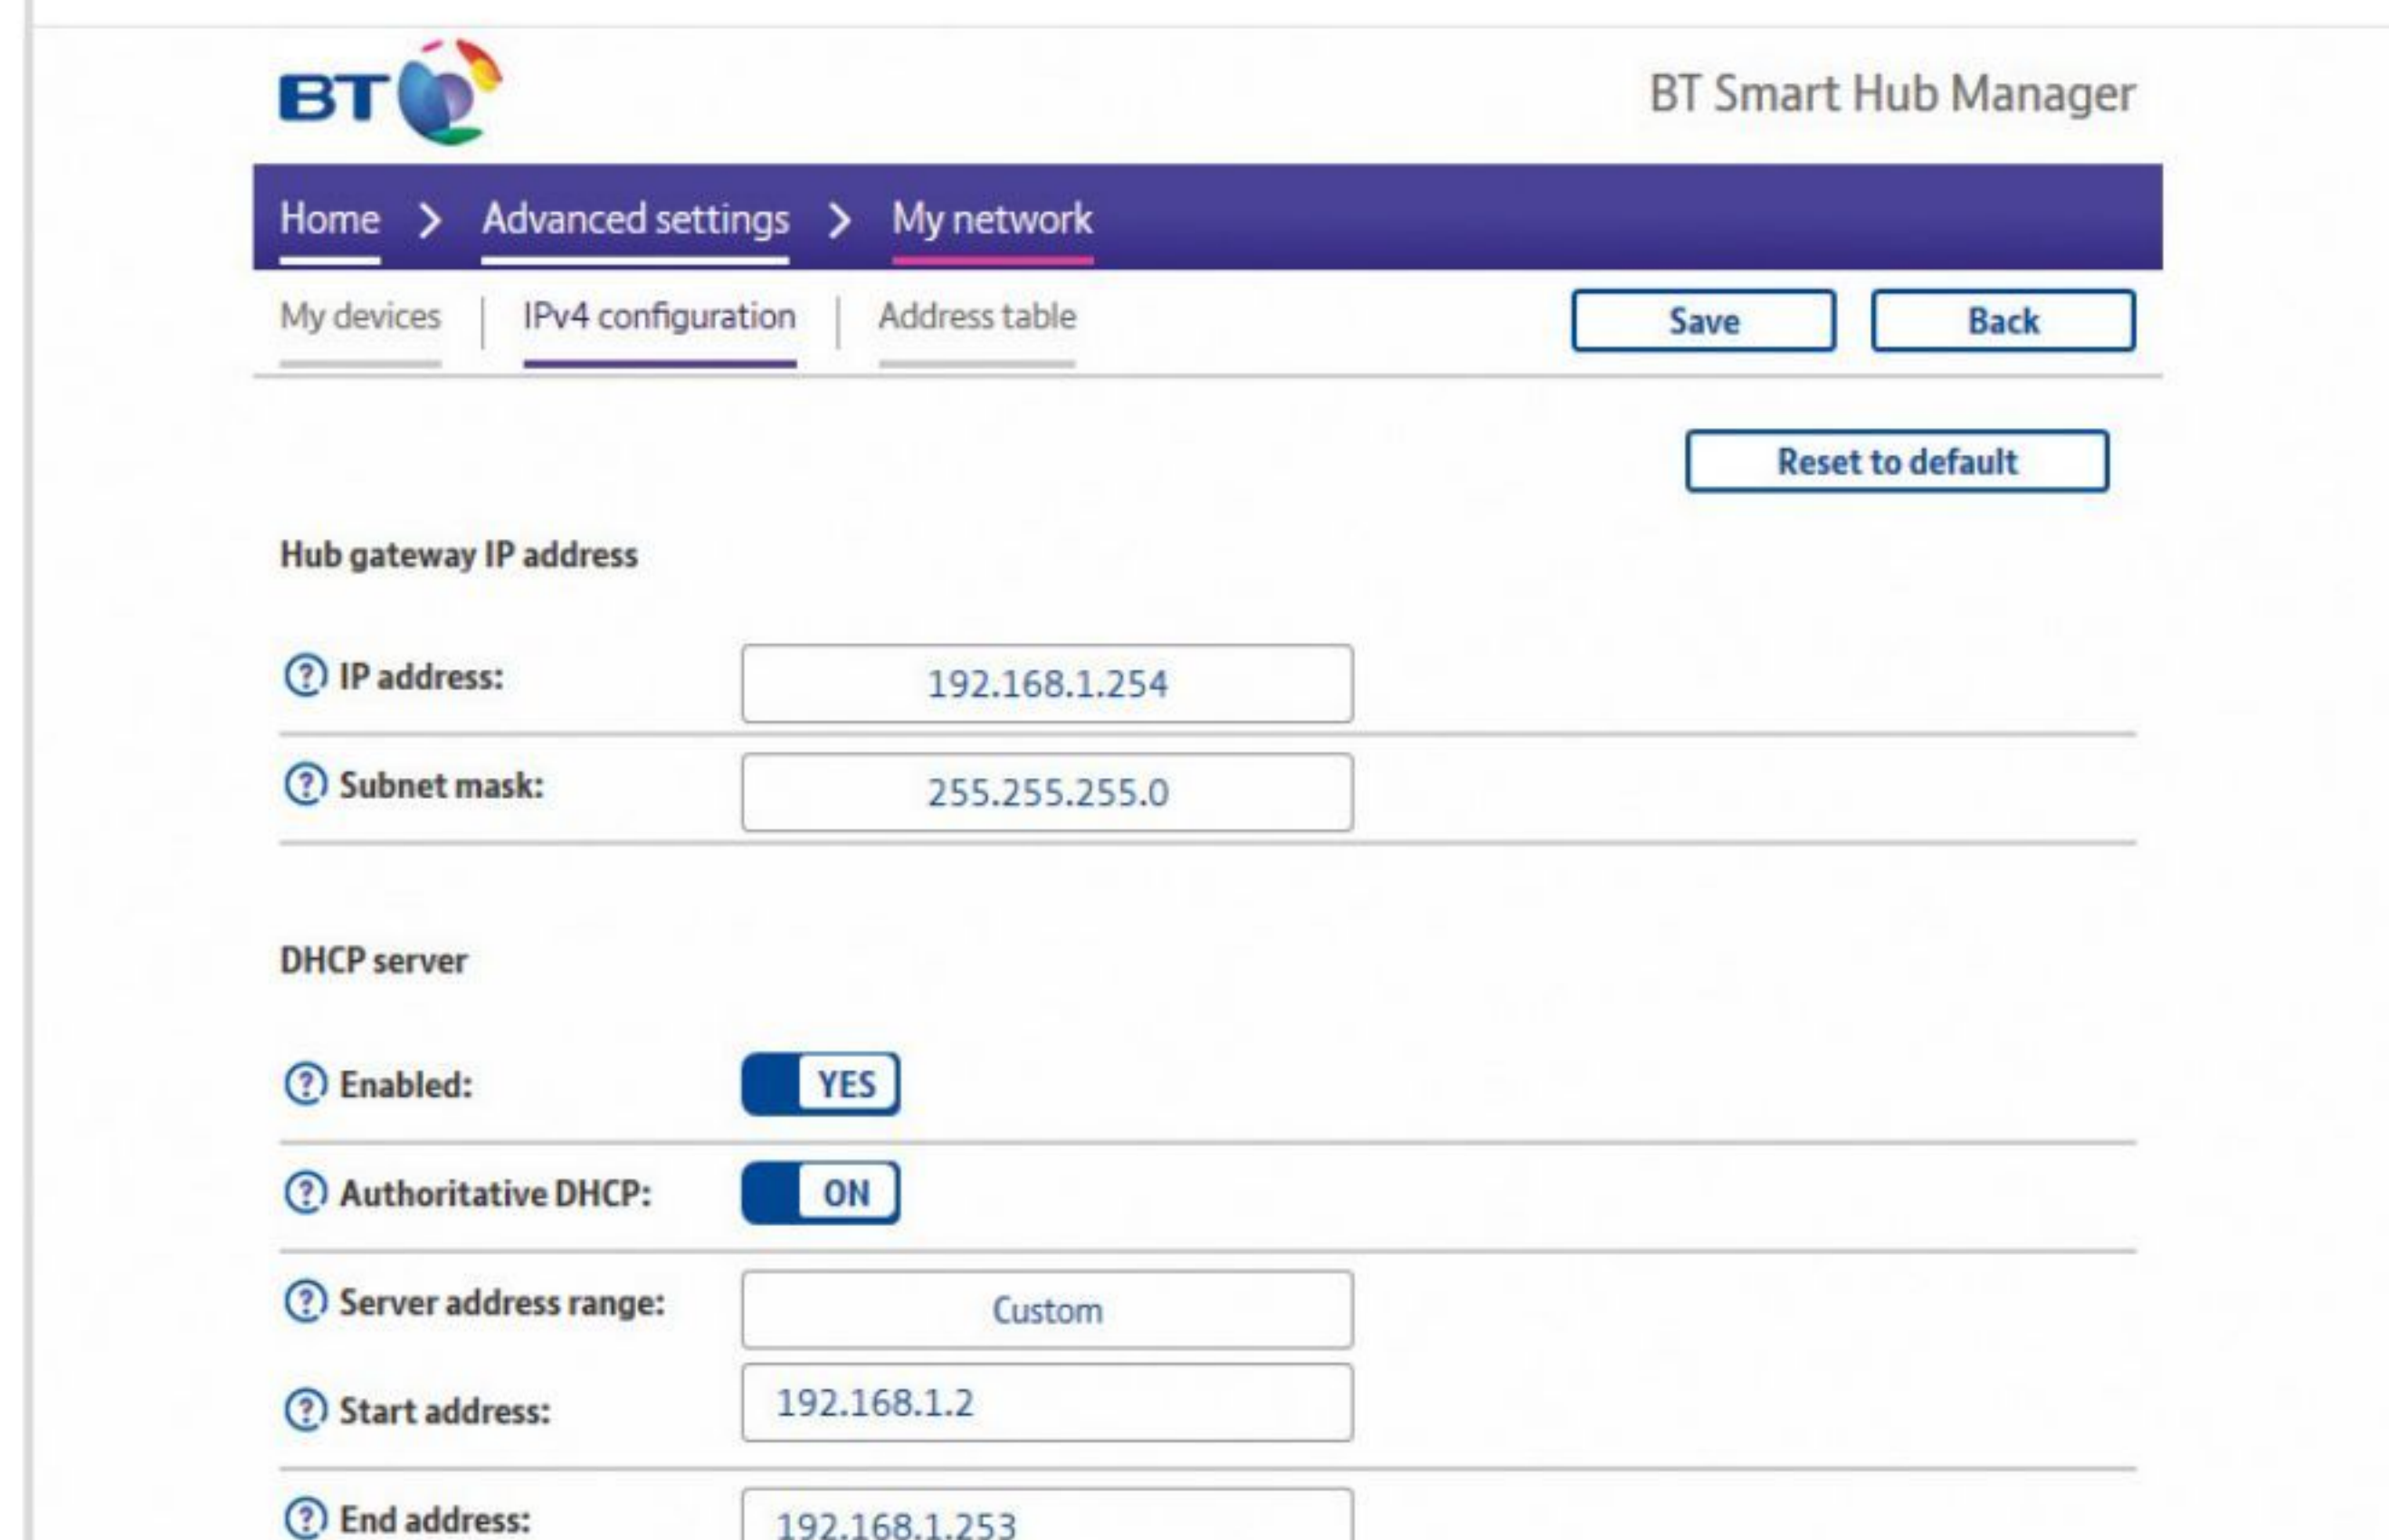 BT
BT Smart Hub Manager
Home > Advanced settings > My network
My devices | IPv4 configuration | Address table
Save
Back
Reset to default
Hub gateway IP address
? IP address: 192.168.1.254
? Subnet mask: 255.255.255.0
DHCP server
? Enabled: YES
? Authoritative DHCP: ON
? Server address range: Custom
? Start address: 192.168.1.2
? End address: 192.168.1.253